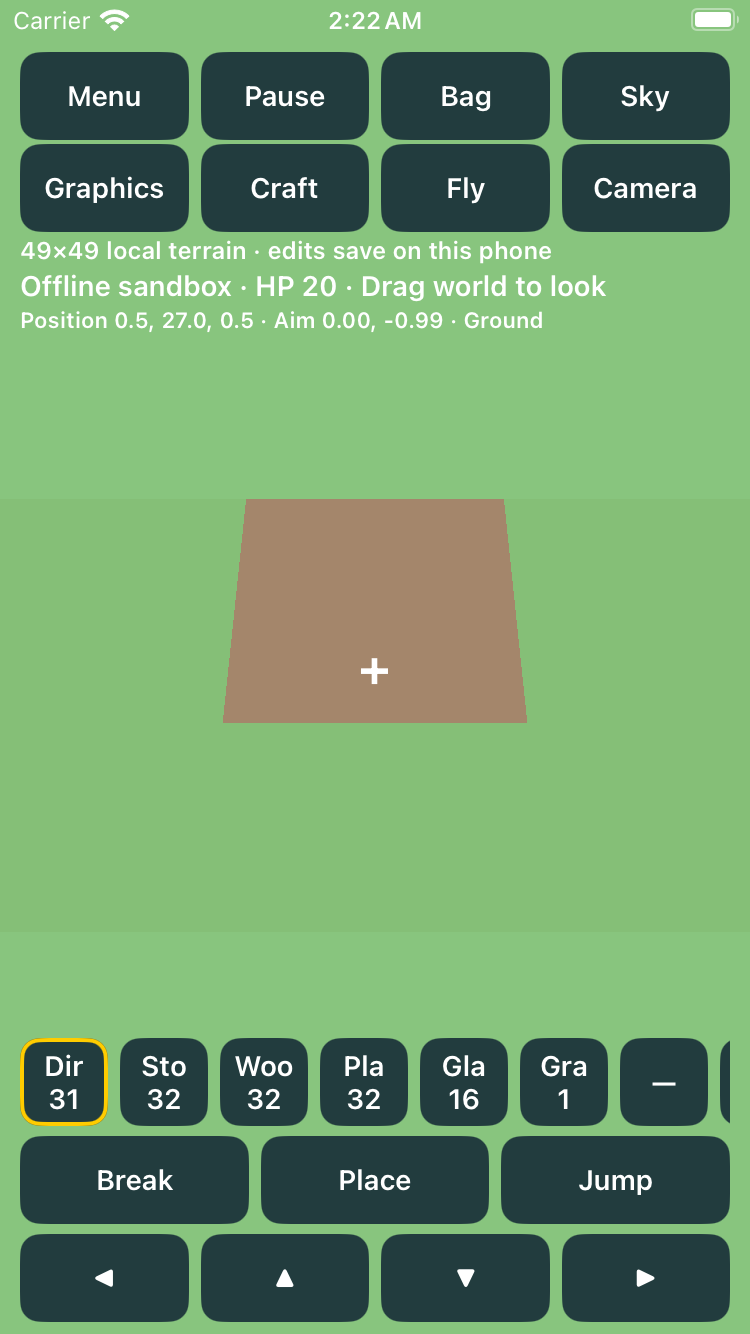 Carrier 2:22 AM
Menu Pause Bag Sky
Graphics Craft Fly Camera
49×49 local terrain · edits save on this phone
Offline sandbox · HP 20 · Drag world to look
Position 0.5, 27.0, 0.5 · Aim 0.00, -0.99 · Ground
Dir Sto Woo Pla Gla Gra —
31 32 32 32 16 1
Break Place Jump